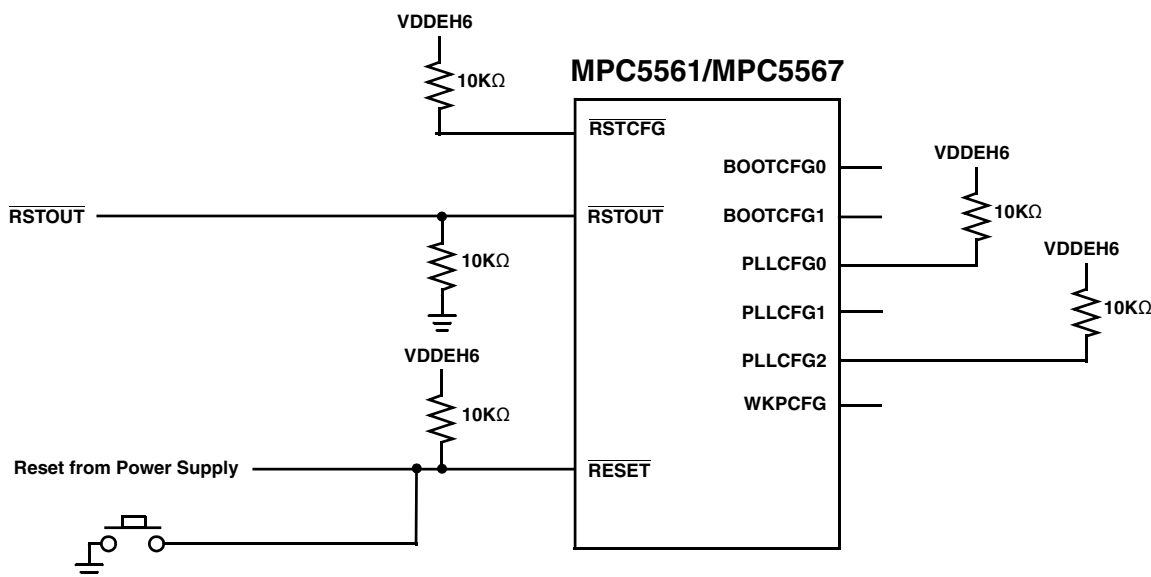 VDDEH6
10KΩ
MPC5561/MPC5567
RSTCFG
BOOTCFG0
VDDEH6
RSTOUT
RSTOUT
BOOTCFG1
10KΩ
10KΩ
PLLCFG0
VDDEH6
PLLCFG1
10KΩ
VDDEH6
PLLCFG2
10KΩ
WKPCFG
Reset from Power Supply
RESET